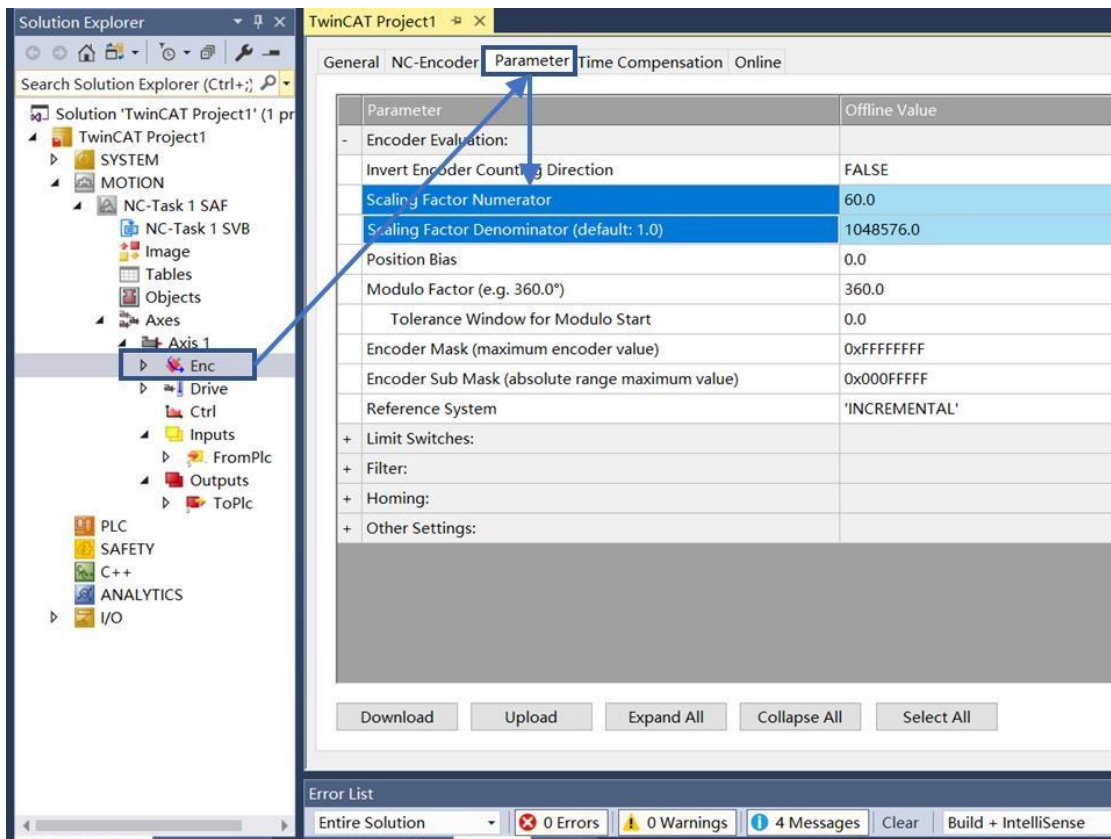 Solution Explorer
Search Solution Explorer (Ctrl+;)
Solution 'TwinCAT Project1' (1 pr
TwinCAT Project1
SYSTEM
MOTION
NC-Task 1 SAF
NC-Task 1 SVB
Image
Tables
Objects
Axes
Axis 1
Enc
Drive
Ctrl
Inputs
FromPlc
Outputs
ToPlc
PLC
SAFETY
C++
ANALYTICS
I/O
TwinCAT Project1
General NC-Encoder Parameter Time Compensation Online
Parameter Offline Value
- Encoder Evaluation:
Invert Encoder Counting Direction FALSE
Scaling Factor Numerator 60.0
Scaling Factor Denominator (default: 1.0) 1048576.0
Position Bias 0.0
Modulo Factor (e.g. 360.0°) 360.0
Tolerance Window for Modulo Start 0.0
Encoder Mask (maximum encoder value) 0xFFFFFFFF
Encoder Sub Mask (absolute range maximum value) 0x000FFFFF
Reference System 'INCREMENTAL'
+ Limit Switches:
+ Filter:
+ Homing:
+ Other Settings:
Download Upload Expand All Collapse All Select All
Error List
Entire Solution 0 Errors 0 Warnings 4 Messages Clear Build + IntelliSense